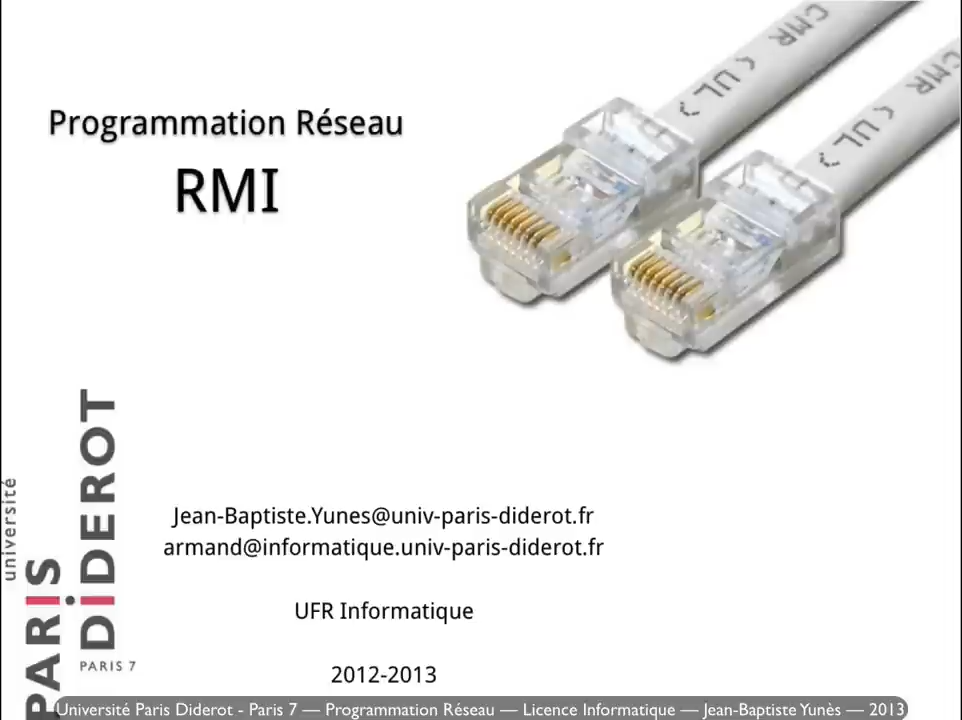 Programmation Réseau
RMI
CMR (UL)
CMR (UL)
Jean-Baptiste.Yunes@univ-paris-diderot.fr
armand@informatique.univ-paris-diderot.fr
UFR Informatique
2012-2013
université
PARIS
DiDEROT
PARIS 7
Université Paris Diderot - Paris 7 — Programmation Réseau — Licence Informatique — Jean-Baptiste Yunès — 2013